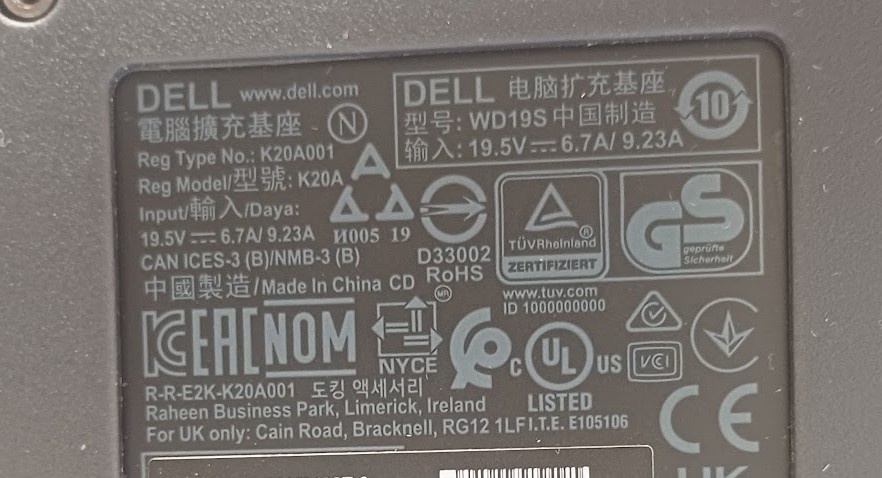 DELL www.dell.com
電腦擴充基座 N
Reg Type No.: K20A001
Reg Model/型號: K20A
Input/輸入/Daya:
19.5V⎓6.7A/ 9.23A
CAN ICES-3 (B)/NMB-3 (B)
中國製造/Made In China CD
DELL 电脑扩充基座
型号: WD19S 中国制造
输入: 19.5V⎓6.7A/ 9.23A
10
И005 19
D33002
RoHS
TÜVRheinland
ZERTIFIZIERT
www.tuv.com
ID 1000000000
GS
geprüfte
Sicherheit
KC EAC NOM
NYCE
MR
C UL US
LISTED
I.T.E. E105106
VCI
CE
R-R-E2K-K20A001 도킹 액세서리
Raheen Business Park, Limerick, Ireland
For UK only: Cain Road, Bracknell, RG12 1LF